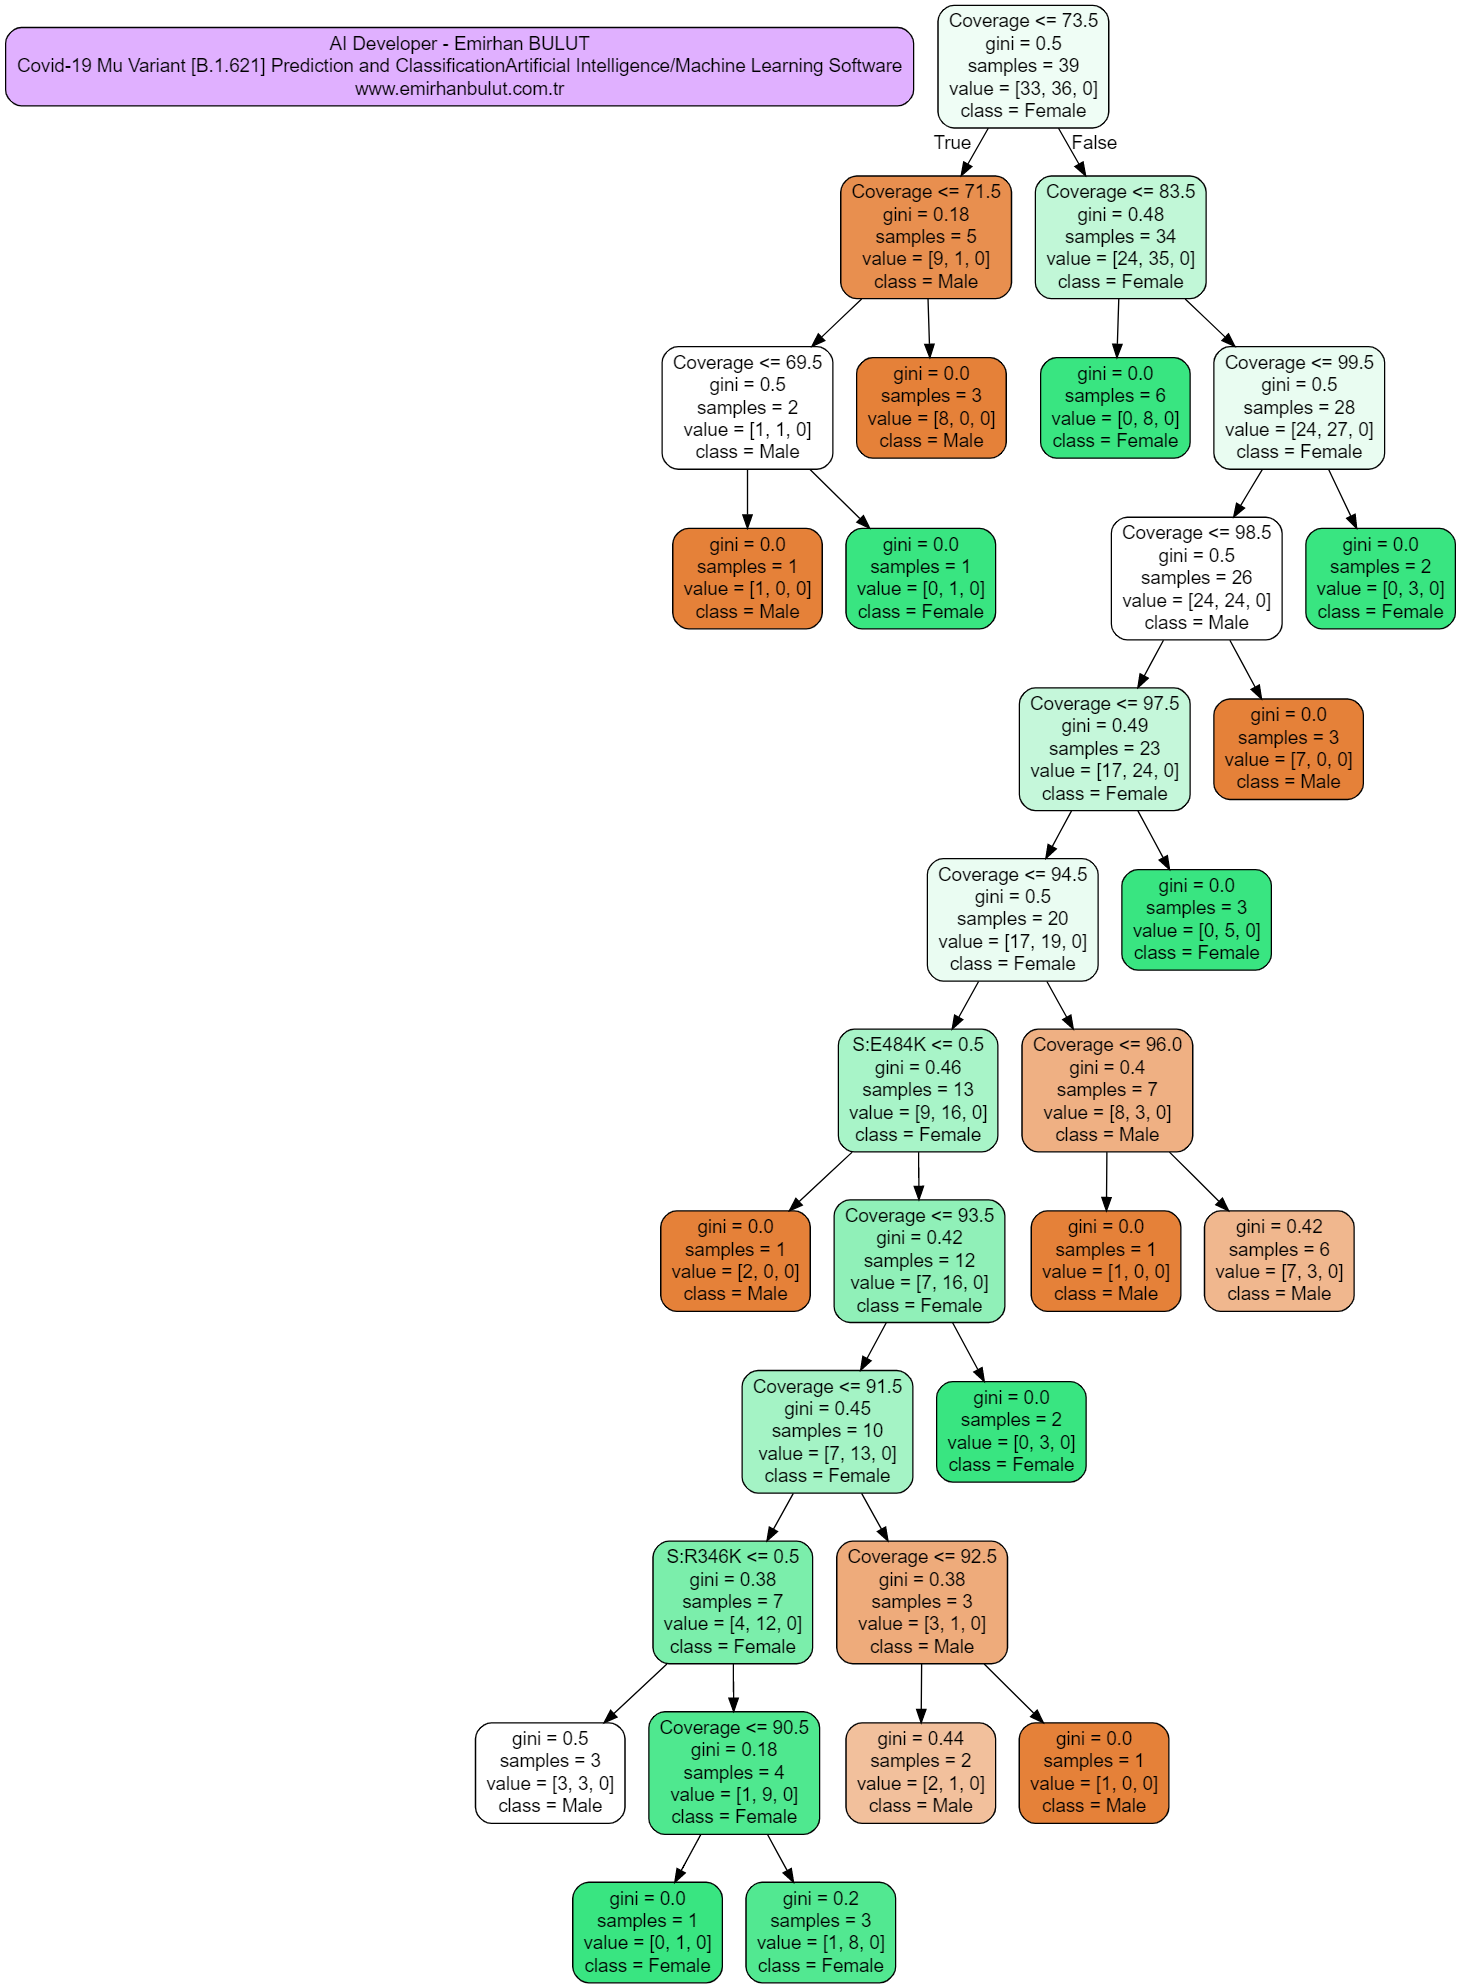 AI Developer - Emirhan BULUT
Covid-19 Mu Variant [B.1.621] Prediction and ClassificationArtificial Intelligence/Machine Learning Software
www.emirhanbulut.com.tr
Coverage <= 73.5
gini = 0.5
samples = 39
value = [33, 36, 0]
class = Female
True
False
Coverage <= 71.5
gini = 0.18
samples = 5
value = [9, 1, 0]
class = Male
Coverage <= 83.5
gini = 0.48
samples = 34
value = [24, 35, 0]
class = Female
Coverage <= 69.5
gini = 0.5
samples = 2
value = [1, 1, 0]
class = Male
gini = 0.0
samples = 3
value = [8, 0, 0]
class = Male
gini = 0.0
samples = 6
value = [0, 8, 0]
class = Female
Coverage <= 99.5
gini = 0.5
samples = 28
value = [24, 27, 0]
class = Female
gini = 0.0
samples = 1
value = [1, 0, 0]
class = Male
gini = 0.0
samples = 1
value = [0, 1, 0]
class = Female
Coverage <= 98.5
gini = 0.5
samples = 26
value = [24, 24, 0]
class = Male
gini = 0.0
samples = 2
value = [0, 3, 0]
class = Female
Coverage <= 97.5
gini = 0.49
samples = 23
value = [17, 24, 0]
class = Female
gini = 0.0
samples = 3
value = [7, 0, 0]
class = Male
Coverage <= 94.5
gini = 0.5
samples = 20
value = [17, 19, 0]
class = Female
gini = 0.0
samples = 3
value = [0, 5, 0]
class = Female
S:E484K <= 0.5
gini = 0.46
samples = 13
value = [9, 16, 0]
class = Female
Coverage <= 96.0
gini = 0.4
samples = 7
value = [8, 3, 0]
class = Male
gini = 0.0
samples = 1
value = [2, 0, 0]
class = Male
Coverage <= 93.5
gini = 0.42
samples = 12
value = [7, 16, 0]
class = Female
gini = 0.0
samples = 1
value = [1, 0, 0]
class = Male
gini = 0.42
samples = 6
value = [7, 3, 0]
class = Male
Coverage <= 91.5
gini = 0.45
samples = 10
value = [7, 13, 0]
class = Female
gini = 0.0
samples = 2
value = [0, 3, 0]
class = Female
S:R346K <= 0.5
gini = 0.38
samples = 7
value = [4, 12, 0]
class = Female
Coverage <= 92.5
gini = 0.38
samples = 3
value = [3, 1, 0]
class = Male
gini = 0.5
samples = 3
value = [3, 3, 0]
class = Male
Coverage <= 90.5
gini = 0.18
samples = 4
value = [1, 9, 0]
class = Female
gini = 0.44
samples = 2
value = [2, 1, 0]
class = Male
gini = 0.0
samples = 1
value = [1, 0, 0]
class = Male
gini = 0.0
samples = 1
value = [0, 1, 0]
class = Female
gini = 0.2
samples = 3
value = [1, 8, 0]
class = Female